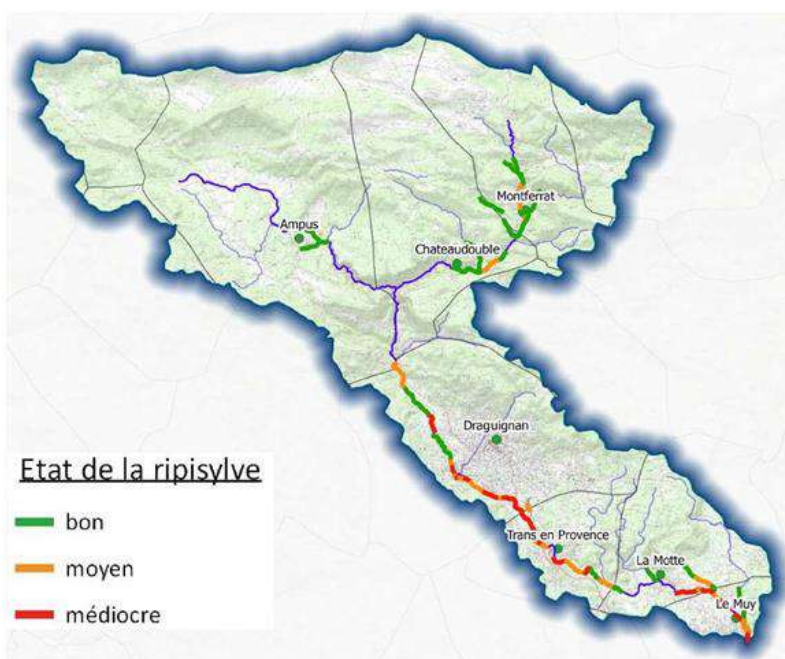 Montferrat
Ampus
Chateaudouble
Draguignan
Etat de la ripisylve
bon
Trans en Provence
La Motte
moyen
Le Muy
médiocre